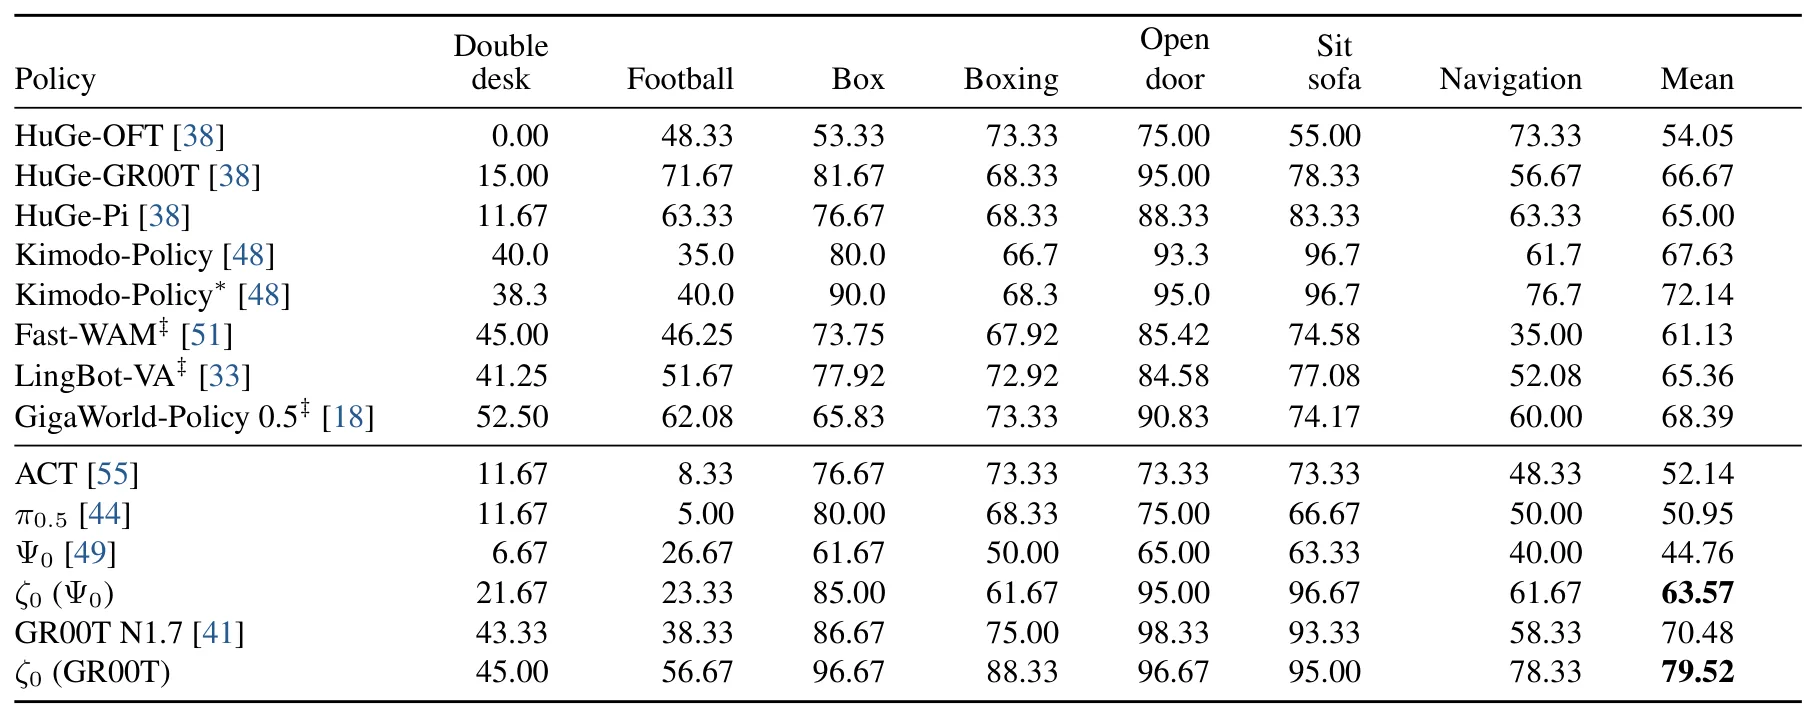 Policy Double desk Football Box Boxing Open door Sit sofa Navigation Mean
HuGe-OFT [38] 0.00 48.33 53.33 73.33 75.00 55.00 73.33 54.05
HuGe-GR00T [38] 15.00 71.67 81.67 68.33 95.00 78.33 56.67 66.67
HuGe-Pi [38] 11.67 63.33 76.67 68.33 88.33 83.33 63.33 65.00
Kimodo-Policy [48] 40.0 35.0 80.0 66.7 93.3 96.7 61.7 67.63
Kimodo-Policy* [48] 38.3 40.0 90.0 68.3 95.0 96.7 76.7 72.14
Fast-WAM‡ [51] 45.00 46.25 73.75 67.92 85.42 74.58 35.00 61.13
LingBot-VA‡ [33] 41.25 51.67 77.92 72.92 84.58 77.08 52.08 65.36
GigaWorld-Policy 0.5‡ [18] 52.50 62.08 65.83 73.33 90.83 74.17 60.00 68.39
ACT [55] 11.67 8.33 76.67 73.33 73.33 73.33 48.33 52.14
π₀.₅ [44] 11.67 5.00 80.00 68.33 75.00 66.67 50.00 50.95
Ψ₀ [49] 6.67 26.67 61.67 50.00 65.00 63.33 40.00 44.76
ζ₀ (Ψ₀) 21.67 23.33 85.00 61.67 95.00 96.67 61.67 63.57
GR00T N1.7 [41] 43.33 38.33 86.67 75.00 98.33 93.33 58.33 70.48
ζ₀ (GR00T) 45.00 56.67 96.67 88.33 96.67 95.00 78.33 79.52